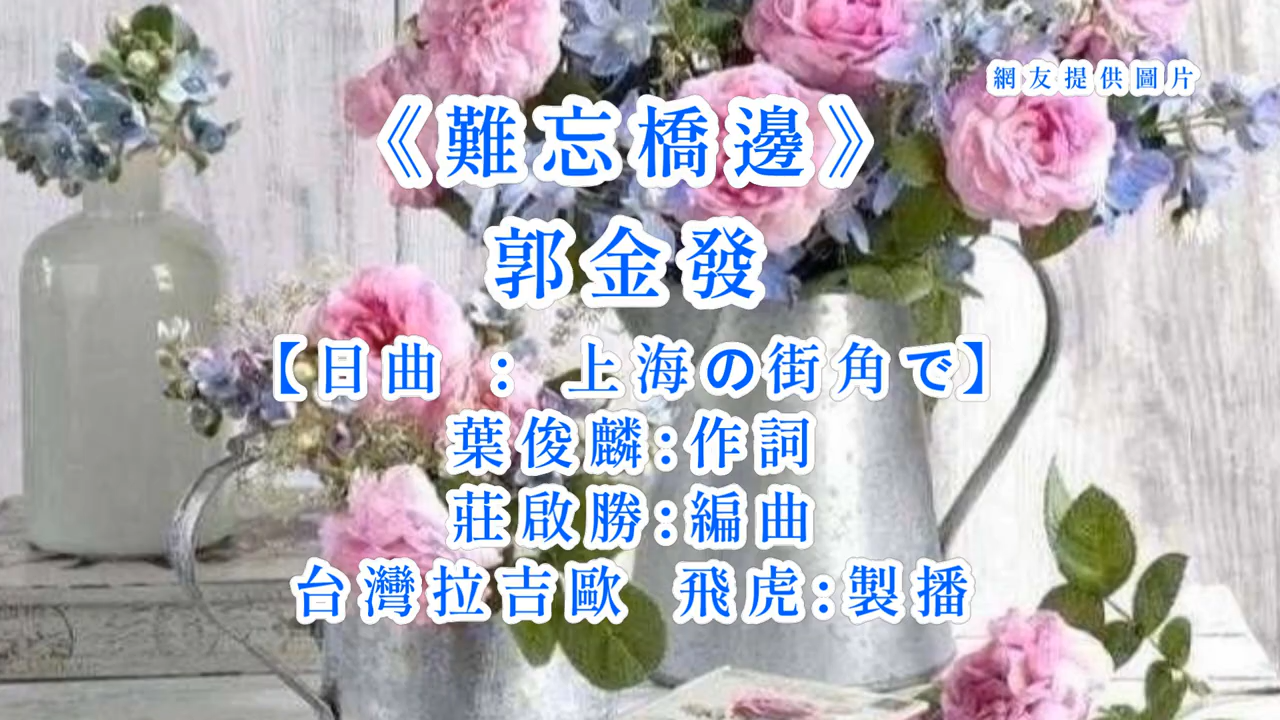 網友提供圖片
《難忘橋邊》
郭金發
【日曲 : 上海の街角で】
葉俊麟:作詞
莊啟勝:編曲
台灣拉吉歐 飛虎:製播